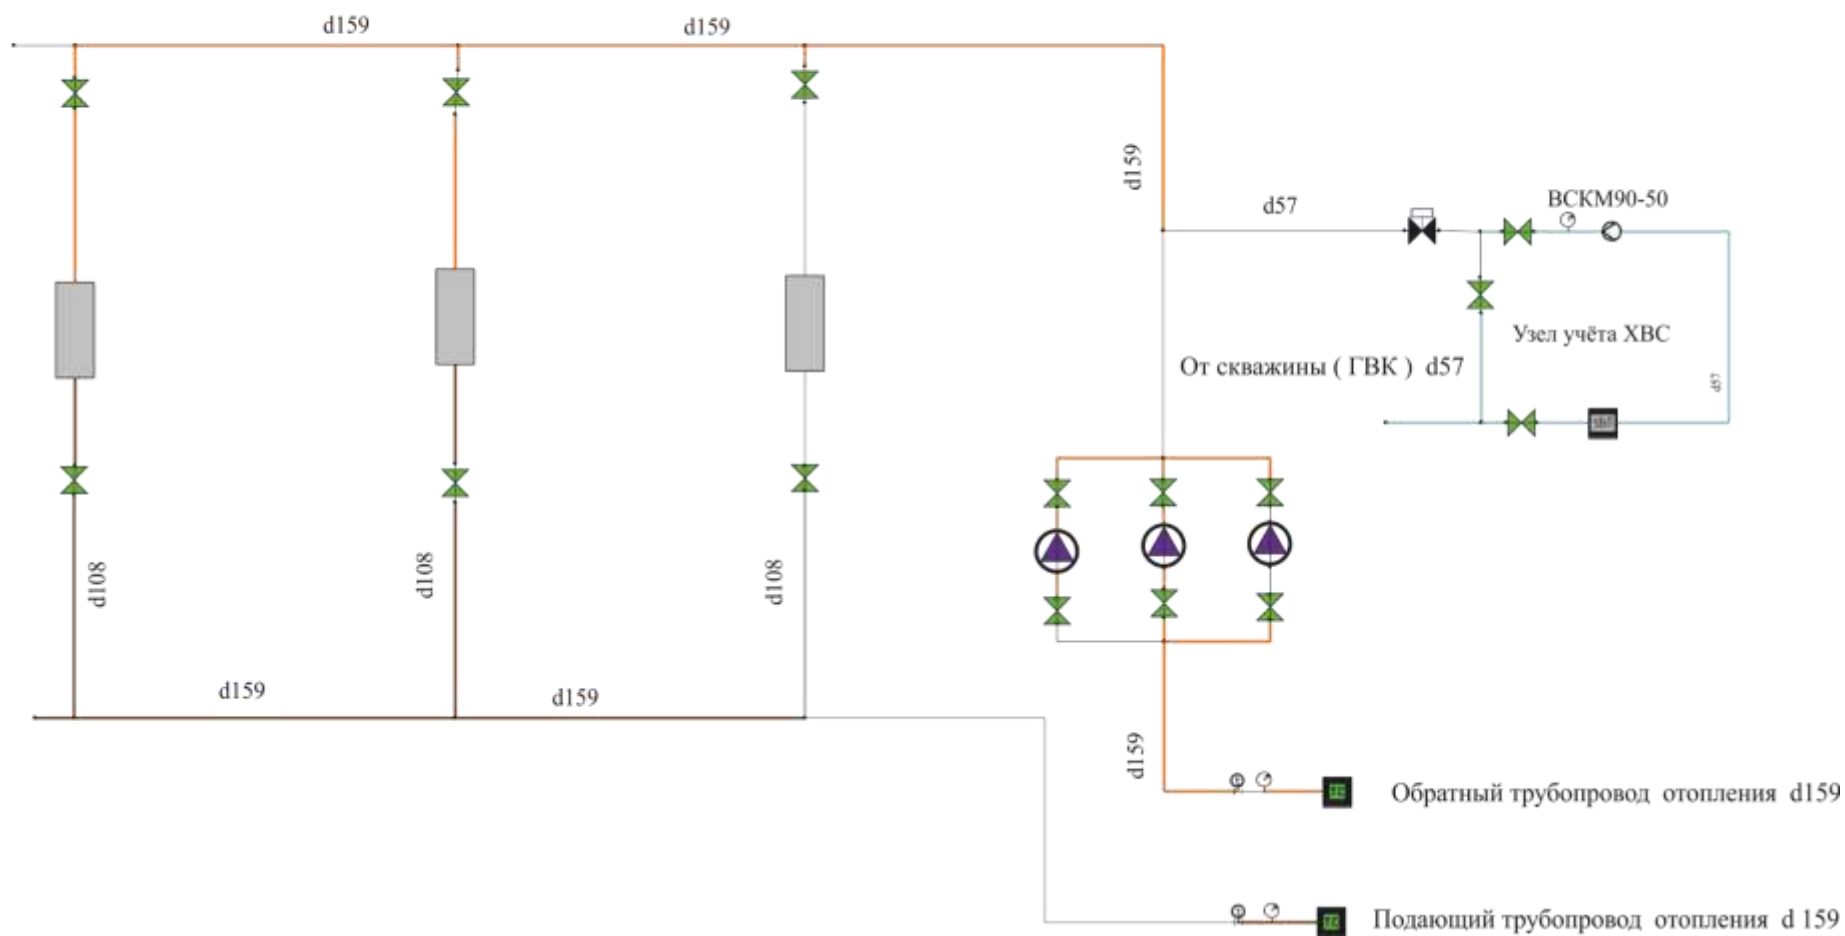 d159
d159
d159
d57
ВСКМ90-50
Узел учёта ХВС
От скважины ( ГВК ) d57
d57
d108
d108
d108
d159
d159
d159
Обратный трубопровод отопления d159
Подающий трубопровод отопления d 159